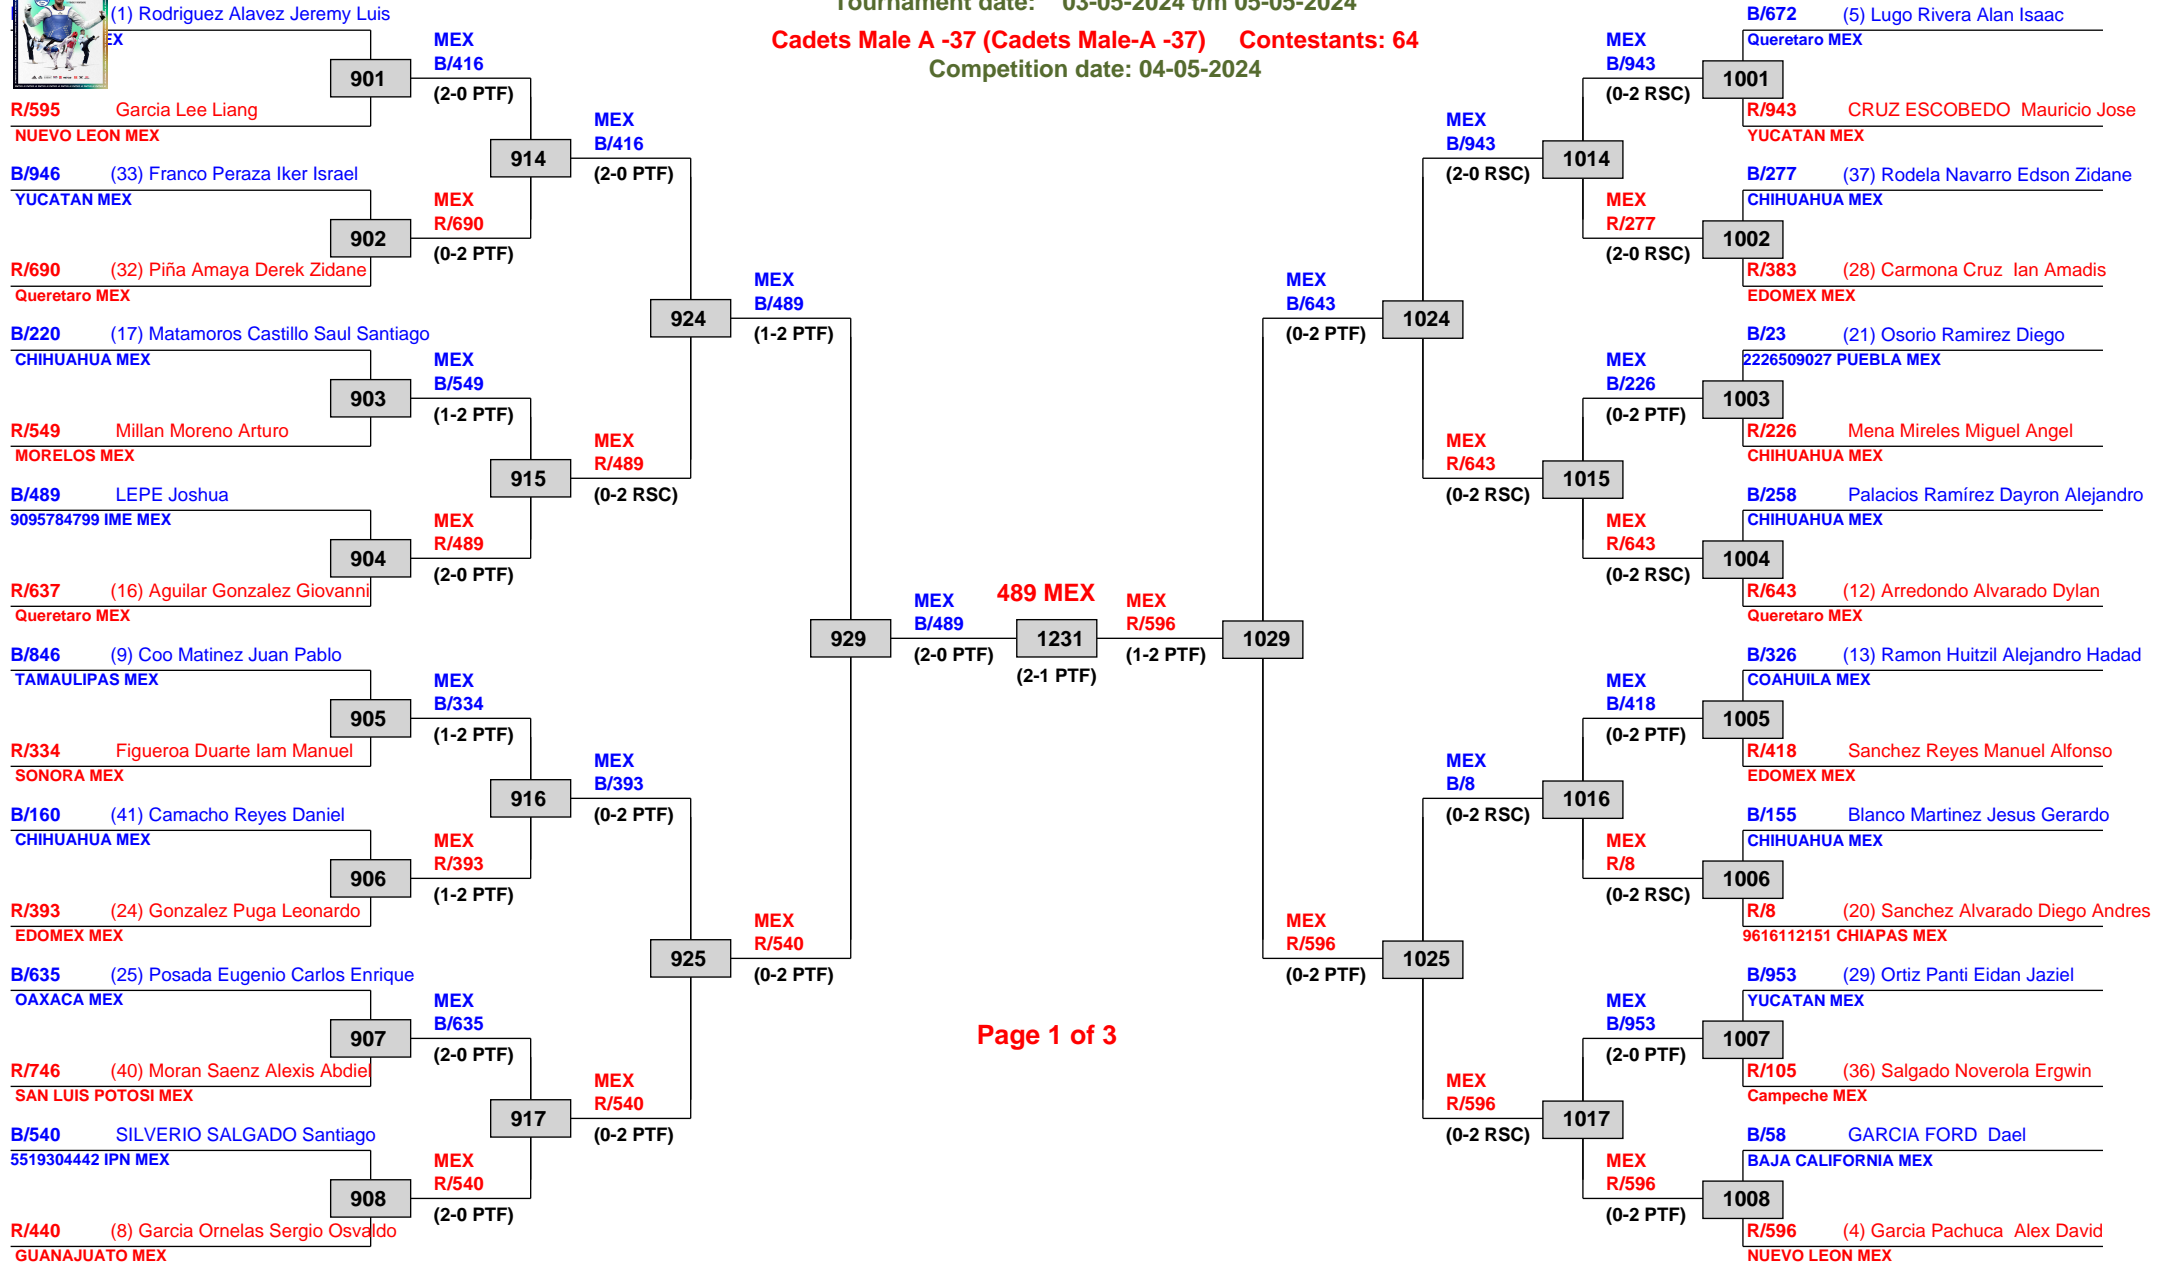 Tournament date: 03-05-2024 t/m 05-05-2024
Cadets Male A -37 (Cadets Male-A -37) Contestants: 64
Competition date: 04-05-2024
(1) Rodriguez Alavez Jeremy Luis
EX
901
R/595 Garcia Lee Liang
NUEVO LEON MEX
B/946 (33) Franco Peraza Iker Israel
YUCATAN MEX
902
R/690 (32) Piña Amaya Derek Zidane
Queretaro MEX
B/220 (17) Matamoros Castillo Saul Santiago
CHIHUAHUA MEX
903
R/549 Millan Moreno Arturo
MORELOS MEX
B/489 LEPE Joshua
9095784799 IME MEX
904
R/637 (16) Aguilar Gonzalez Giovanni
Queretaro MEX
B/846 (9) Coo Matinez Juan Pablo
TAMAULIPAS MEX
905
R/334 Figueroa Duarte Iam Manuel
SONORA MEX
B/160 (41) Camacho Reyes Daniel
CHIHUAHUA MEX
906
R/393 (24) Gonzalez Puga Leonardo
EDOMEX MEX
B/635 (25) Posada Eugenio Carlos Enrique
OAXACA MEX
907
R/746 (40) Moran Saenz Alexis Abdiel
SAN LUIS POTOSI MEX
B/540 SILVERIO SALGADO Santiago
5519304442 IPN MEX
908
R/440 (8) Garcia Ornelas Sergio Osvaldo
GUANAJUATO MEX
MEX
B/416
(2-0 PTF)
914
MEX
R/690
(0-2 PTF)
MEX
B/549
(1-2 PTF)
915
MEX
R/489
(2-0 PTF)
MEX
B/334
(1-2 PTF)
916
MEX
R/393
(1-2 PTF)
MEX
B/635
(2-0 PTF)
917
MEX
R/540
(2-0 PTF)
MEX
B/416
(2-0 PTF)
924
MEX
R/489
(0-2 RSC)
MEX
B/393
(0-2 PTF)
925
MEX
R/540
(0-2 PTF)
MEX
B/489
(1-2 PTF)
929
MEX
R/540
(0-2 PTF)
MEX
B/489
(2-0 PTF)
489 MEX
1231
(2-1 PTF)
MEX
R/596
(1-2 PTF)
Page 1 of 3
MEX
B/643
(0-2 PTF)
1029
MEX
R/596
(0-2 PTF)
MEX
B/943
(2-0 RSC)
1024
MEX
R/643
(0-2 RSC)
MEX
B/8
(0-2 RSC)
1025
MEX
R/596
(0-2 RSC)
MEX
B/943
(0-2 RSC)
1014
MEX
R/277
(2-0 RSC)
MEX
B/226
(0-2 PTF)
1015
MEX
R/643
(0-2 RSC)
MEX
B/418
(0-2 PTF)
1016
MEX
R/8
(0-2 RSC)
MEX
B/953
(2-0 PTF)
1017
MEX
R/596
(0-2 PTF)
B/672 (5) Lugo Rivera Alan Isaac
Queretaro MEX
1001
R/943 CRUZ ESCOBEDO Mauricio Jose
YUCATAN MEX
B/277 (37) Rodela Navarro Edson Zidane
CHIHUAHUA MEX
1002
R/383 (28) Carmona Cruz Ian Amadis
EDOMEX MEX
B/23 (21) Osorio Ramirez Diego
2226509027 PUEBLA MEX
1003
R/226 Mena Mireles Miguel Angel
CHIHUAHUA MEX
B/258 Palacios Ramírez Dayron Alejandro
CHIHUAHUA MEX
1004
R/643 (12) Arredondo Alvarado Dylan
Queretaro MEX
B/326 (13) Ramon Huitzil Alejandro Hadad
COAHUILA MEX
1005
R/418 Sanchez Reyes Manuel Alfonso
EDOMEX MEX
B/155 Blanco Martinez Jesus Gerardo
CHIHUAHUA MEX
1006
R/8 (20) Sanchez Alvarado Diego Andres
9616112151 CHIAPAS MEX
B/953 (29) Ortiz Panti Eidan Jaziel
YUCATAN MEX
1007
R/105 (36) Salgado Noverola Ergwin
Campeche MEX
B/58 GARCIA FORD Dael
BAJA CALIFORNIA MEX
1008
R/596 (4) Garcia Pachuca Alex David
NUEVO LEON MEX